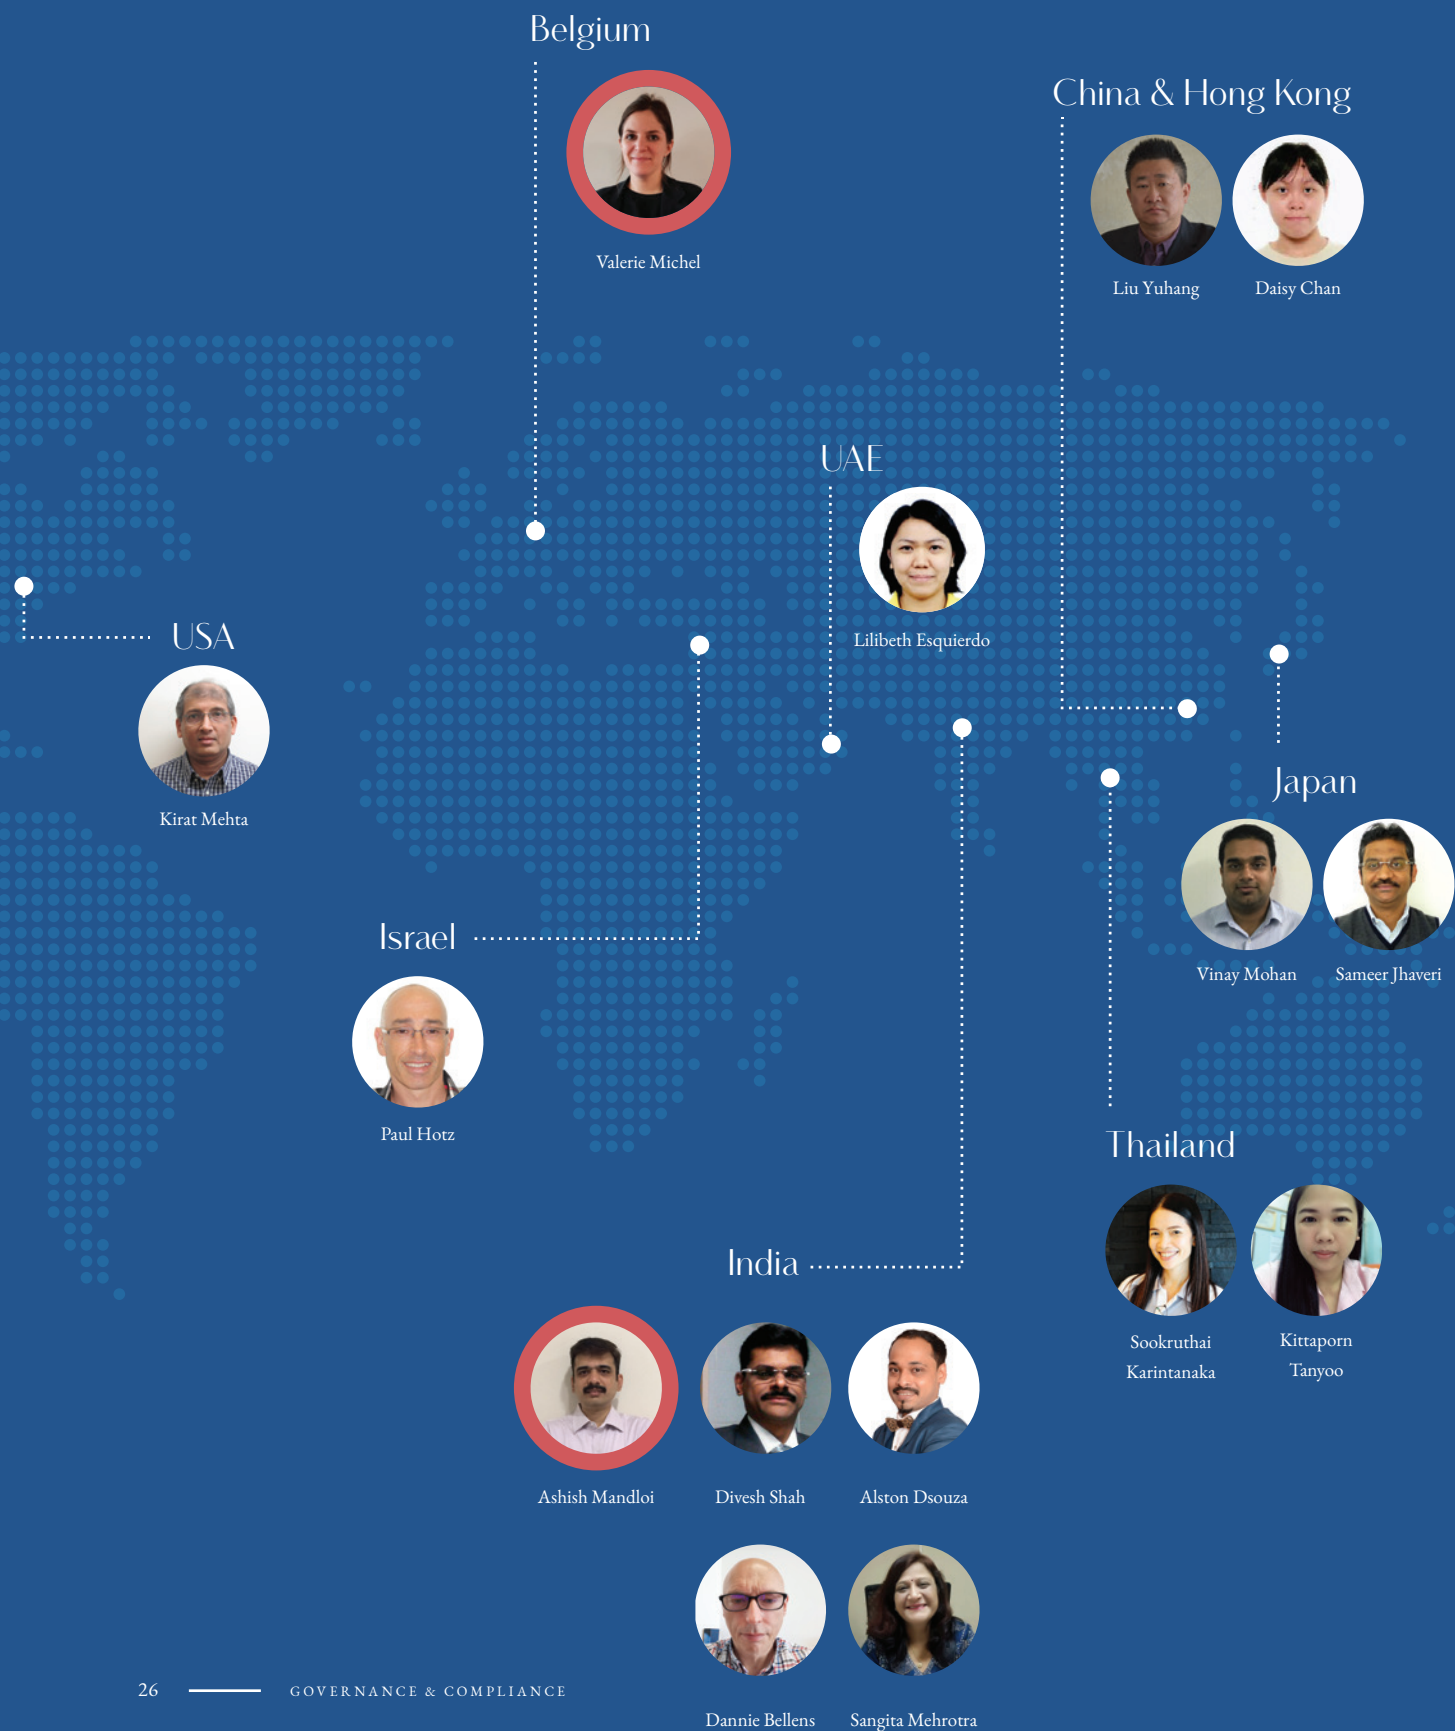 Belgium
Valerie Michel
China & Hong Kong
Liu Yuhang
Daisy Chan
UAE
Lilibeth Esquierdo
USA
Kirat Mehta
Japan
Vinay Mohan
Sameer Jhaveri
Israel
Paul Hotz
Thailand
Sookruthai
Karintanaka
Kittaporn
Tanyoo
India
Ashish Mandloi
Divesh Shah
Alston Dsouza
Dannie Bellens
Sangita Mehrotra
26
GOVERNANCE & COMPLIANCE